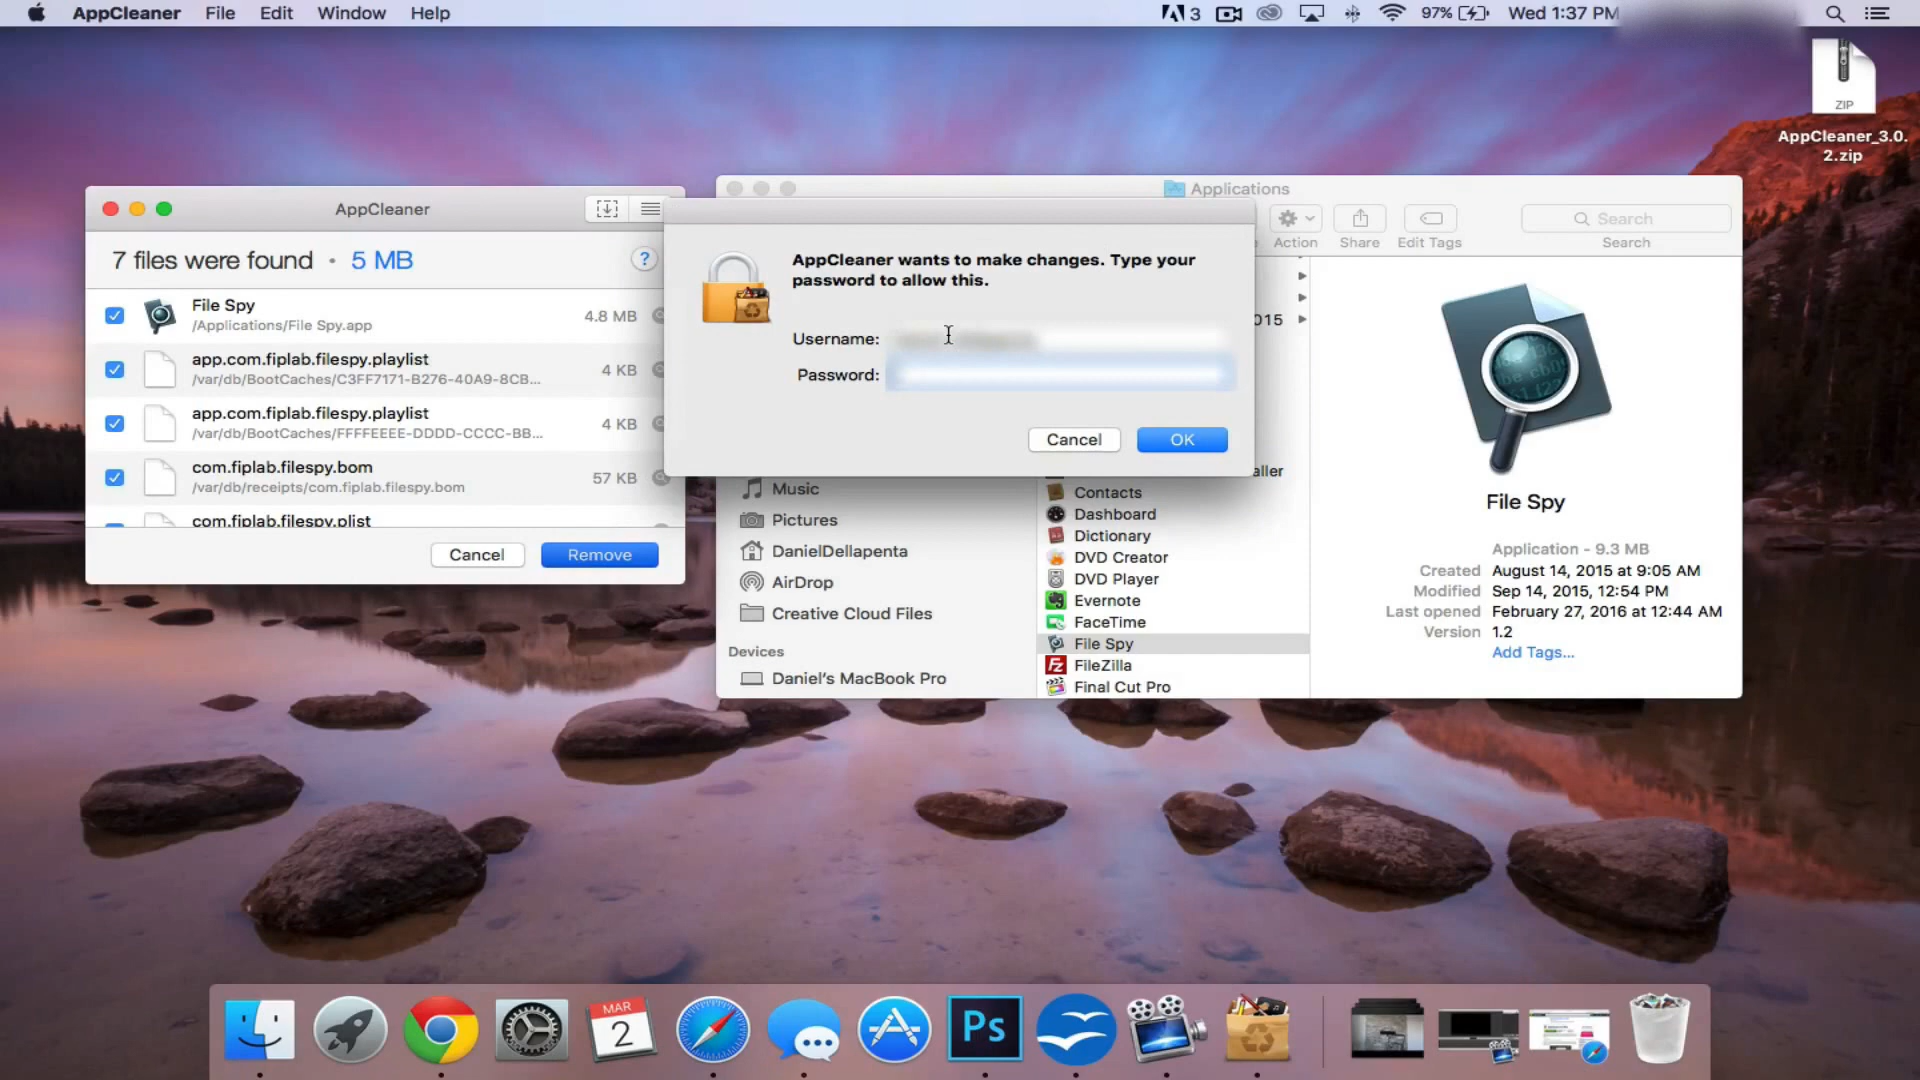 AppCleaner File Edit Window Help
3 97% Wed 1:37 PM
ZIP
AppCleaner_3.0.
2.zip
AppCleaner
7 files were found • 5 MB ?
File Spy
/Applications/File Spy.app
4.8 MB
app.com.fiplab.filespy.playlist
/var/db/BootCaches/C3FF7171-B276-40A9-8CB...
4 KB
app.com.fiplab.filespy.playlist
/var/db/BootCaches/FFFFEEEE-DDDD-CCCC-BB...
4 KB
com.fiplab.filespy.bom
/var/db/receipts/com.fiplab.filespy.bom
57 KB
com.fiplab.filespy.plist
Cancel Remove
AppCleaner wants to make changes. Type your
password to allow this.
Username:
Password:
Cancel OK
Applications
Search
Action Share Edit Tags Search
015
aller
Music
Pictures
DanielDellapenta
AirDrop
Creative Cloud Files
Devices
Daniel's MacBook Pro
Contacts
Dashboard
Dictionary
DVD Creator
DVD Player
Evernote
FaceTime
File Spy
FileZilla
Final Cut Pro
File Spy
Application - 9.3 MB
Created August 14, 2015 at 9:05 AM
Modified Sep 14, 2015, 12:54 PM
Last opened February 27, 2016 at 12:44 AM
Version 1.2
Add Tags...
MAR
2
Ps